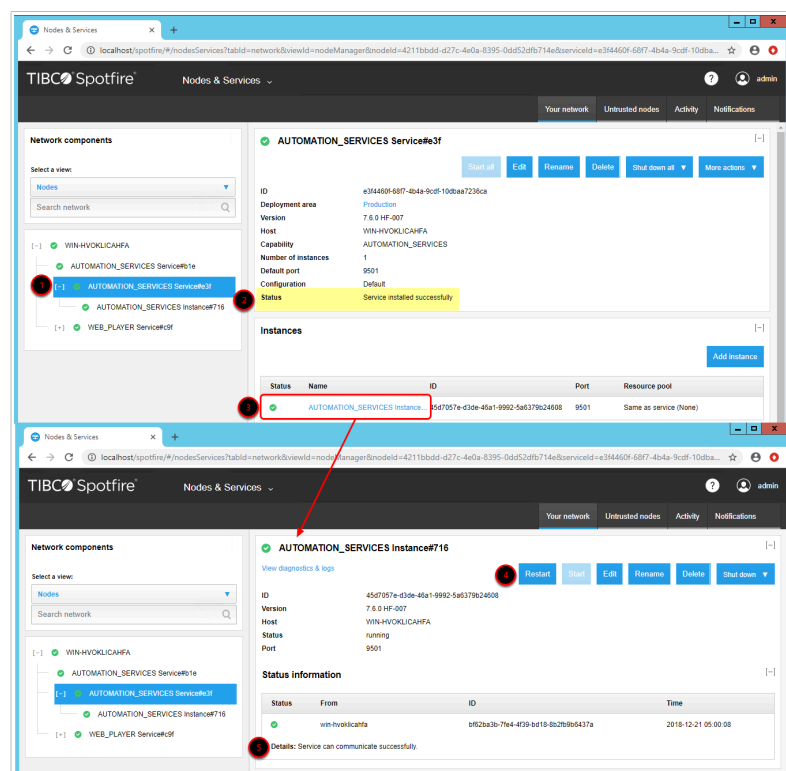 Nodes & Services
localhost/spotfire/#/nodesServices?tabId=network&viewId=nodeManager&nodeId=4211bbdd-d27c-4e0a-8395-0dd52dfb714e&serviceId=e3f4460f-68f7-4b4a-9cdf-10dba...
TIBCO Spotfire® Nodes & Services ? admin
Your network Untrusted nodes Activity Notifications
Network components
Select a view:
Nodes
Search network
[-] WIN-HVOKLICAHFA
AUTOMATION_SERVICES Service#b1e
1 [-] AUTOMATION_SERVICES Service#e3f
AUTOMATION_SERVICES Instance#716
[+] WEB_PLAYER Service#c9f
AUTOMATION_SERVICES Service#e3f [-]
Start all Edit Rename Delete Shut down all More actions
ID e3f4460f-68f7-4b4a-9cdf-10dbaa7236ca
Deployment area Production
Version 7.6.0 HF-007
Host WIN-HVOKLICAHFA
Capability AUTOMATION_SERVICES
Number of instances 1
Default port 9501
Configuration Default
2 Status Service installed successfully
Instances [-]
Add instance
Status Name ID Port Resource pool
3 AUTOMATION_SERVICES Instance... 45d7057e-d3de-46a1-9992-5a6379b24608 9501 Same as service (None)
Nodes & Services
localhost/spotfire/#/nodesServices?tabId=network&viewId=nodeManager&nodeId=4211bbdd-d27c-4e0a-8395-0dd52dfb714e&serviceId=e3f4460f-68f7-4b4a-9cdf-10dba...
TIBCO Spotfire® Nodes & Services ? admin
Your network Untrusted nodes Activity Notifications
Network components
Select a view:
Nodes
Search network
[-] WIN-HVOKLICAHFA
AUTOMATION_SERVICES Service#b1e
[-] AUTOMATION_SERVICES Service#e3f
AUTOMATION_SERVICES Instance#716
[+] WEB_PLAYER Service#c9f
AUTOMATION_SERVICES Instance#716 [-]
View diagnostics & logs
4 Restart Start Edit Rename Delete Shut down
ID 45d7057e-d3de-46a1-9992-5a6379b24608
Version 7.6.0 HF-007
Host WIN-HVOKLICAHFA
Status running
Port 9501
Status information [-]
Status From ID Time
win-hvoklicahfa bf62ba3b-7fe4-4f39-bd18-8b2fb9b6437a 2018-12-21 05:00:08
5 Details: Service can communicate successfully.